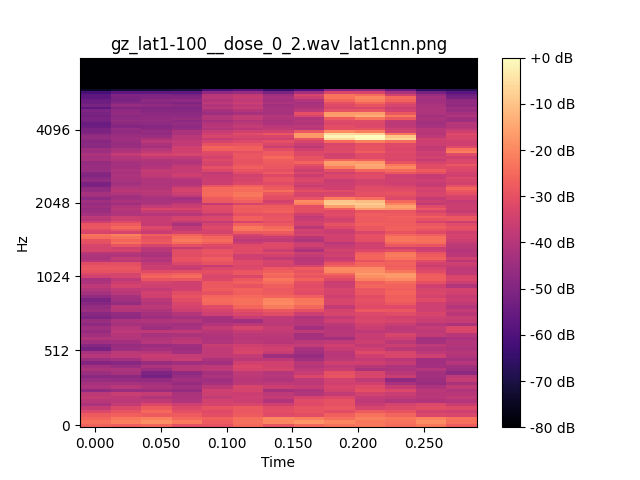 gz_lat1-100__dose_0_2.wav_lat1cnn.png
Hz
4096
2048
1024
512
0
0.000 0.050 0.100 0.150 0.200 0.250
Time
+0 dB
-10 dB
-20 dB
-30 dB
-40 dB
-50 dB
-60 dB
-70 dB
-80 dB